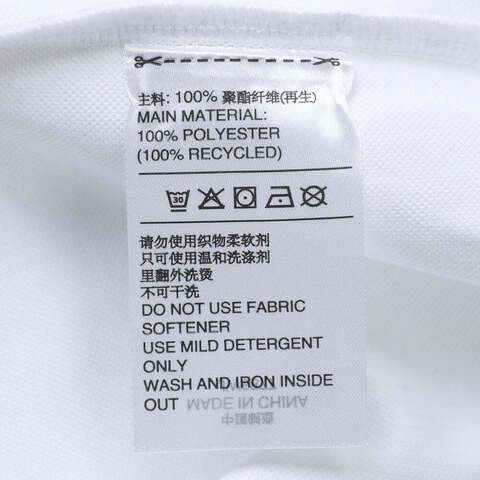 主料: 100% 聚酯纤维(再生)
MAIN MATERIAL:
100% POLYESTER
(100% RECYCLED)
30
请勿使用织物柔软剂
只可使用温和洗涤剂
里翻外洗烫
不可干洗
DO NOT USE FABRIC
SOFTENER
USE MILD DETERGENT
ONLY
WASH AND IRON INSIDE
OUT
MADE IN CHINA
中国制造